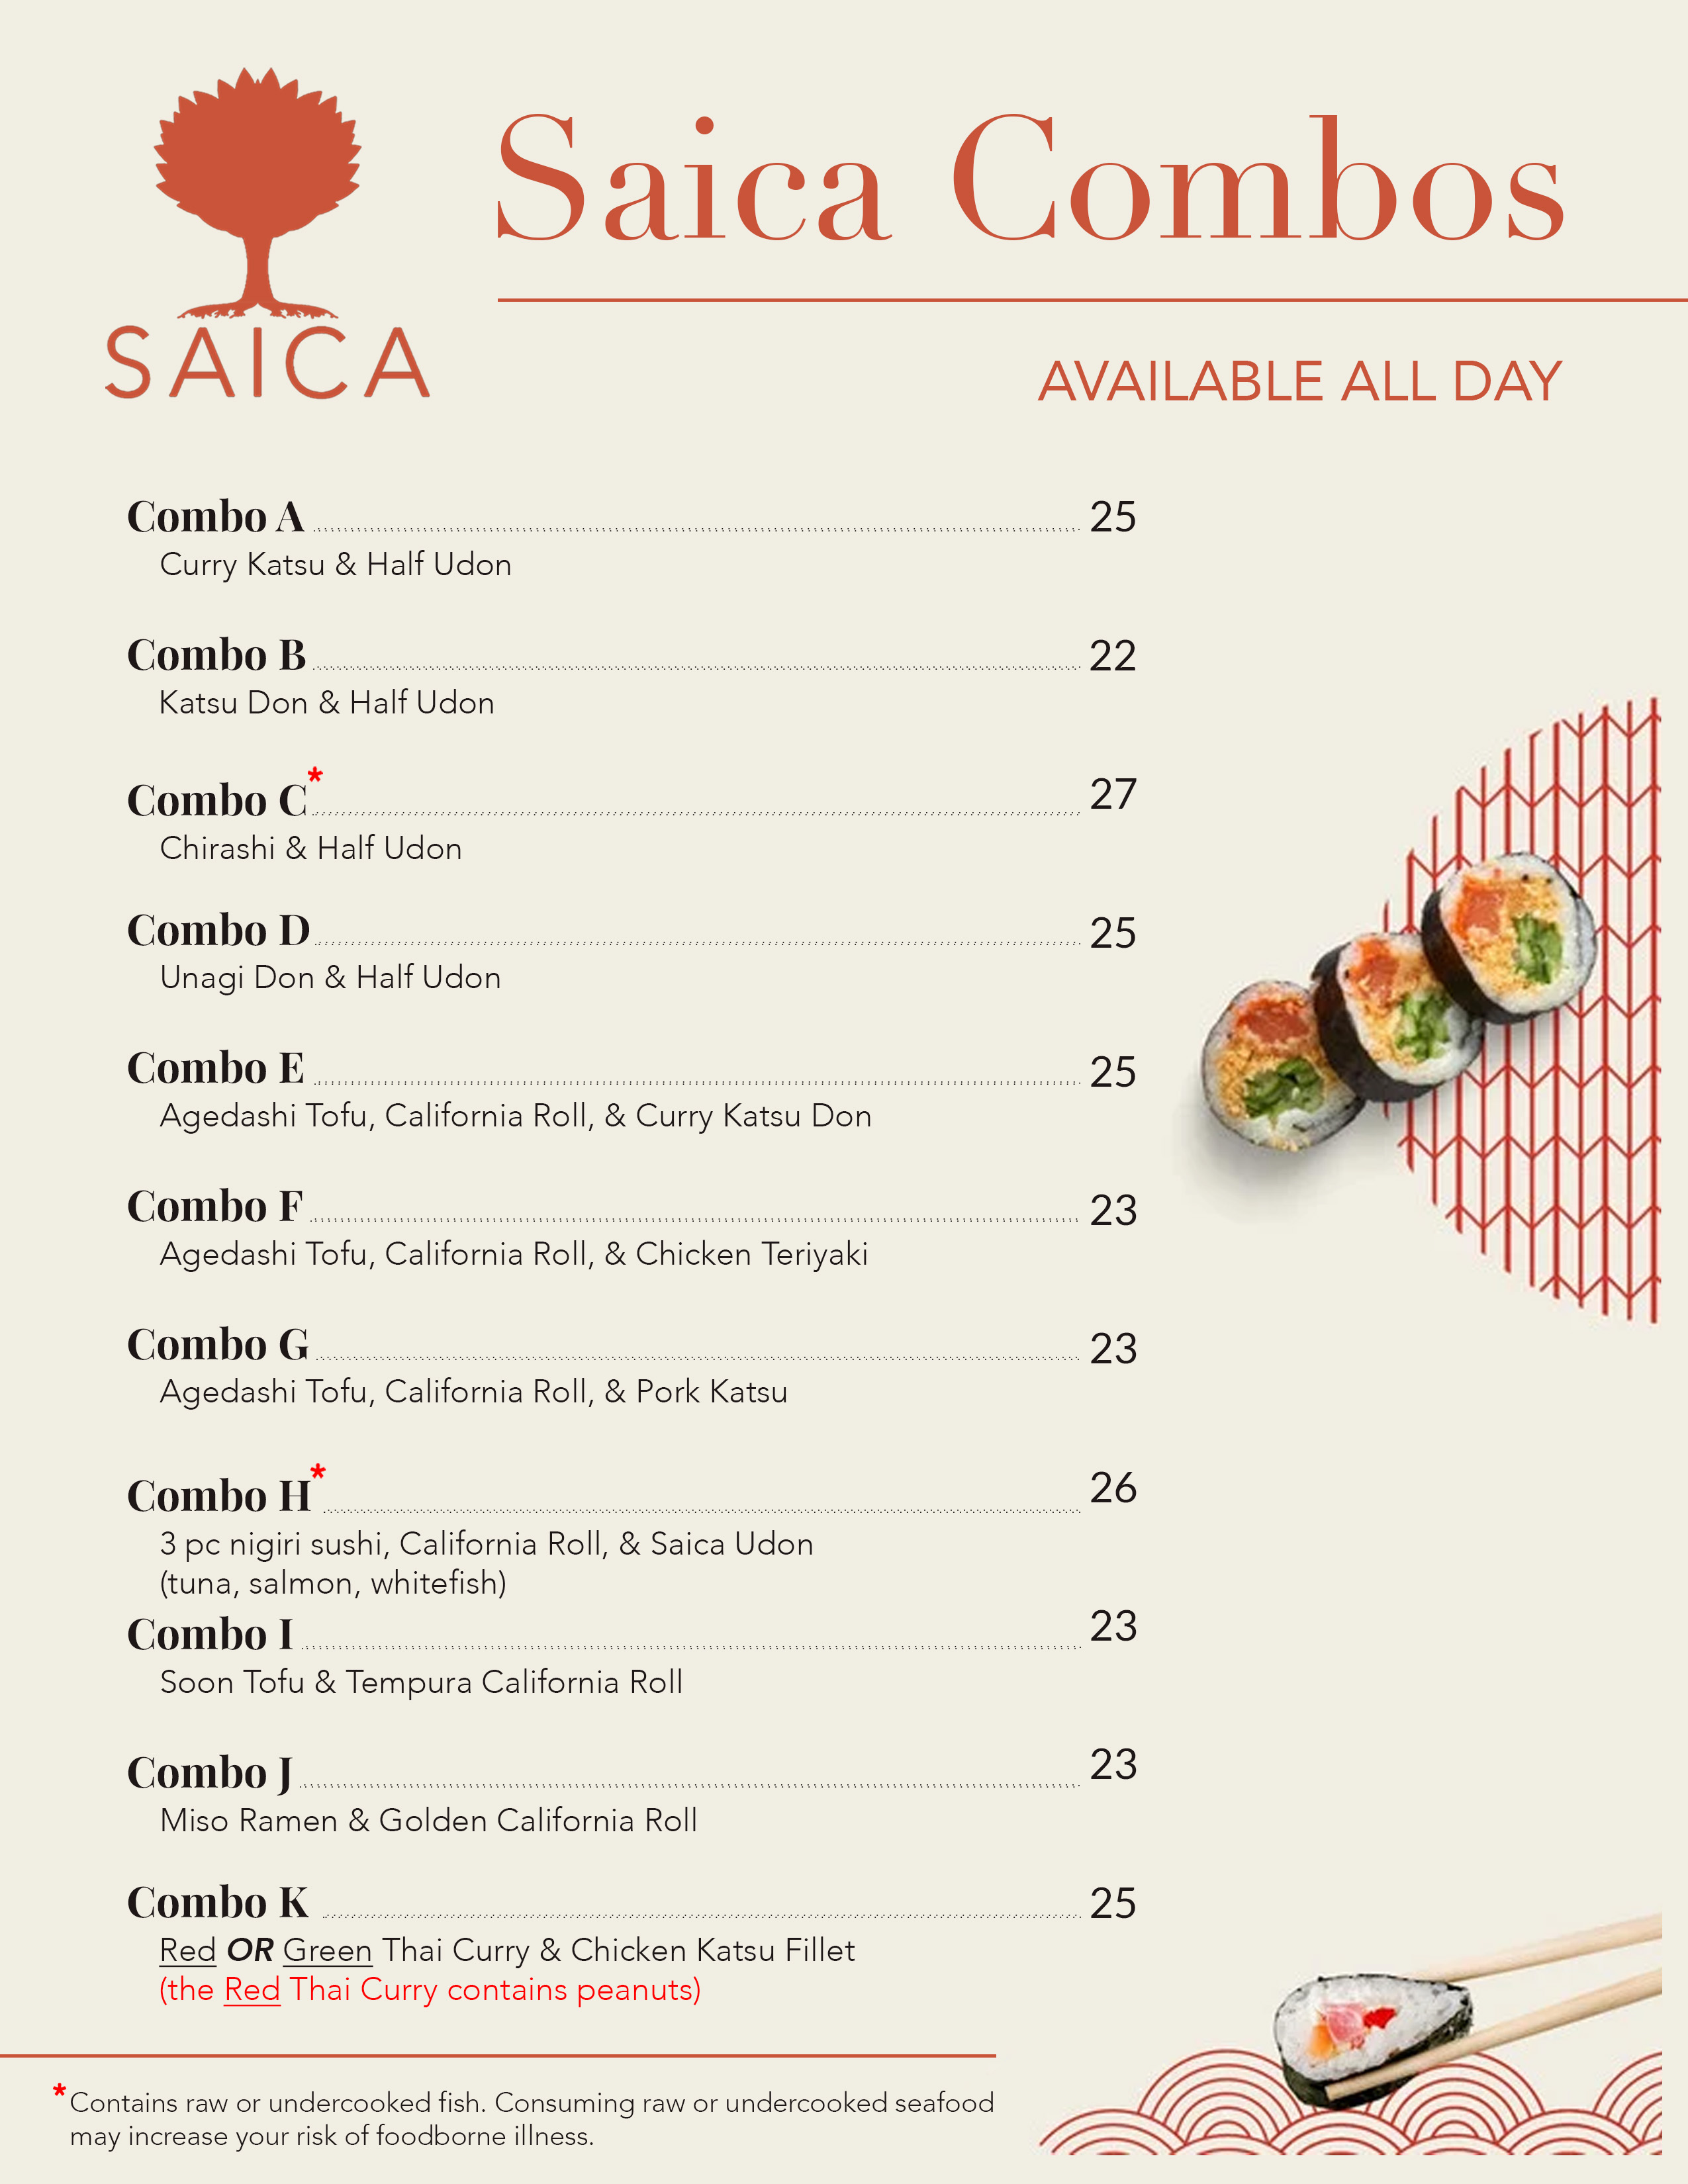 SAICA
Saica Combos
AVAILABLE ALL DAY
Combo A 25
Curry Katsu & Half Udon
Combo B 22
Katsu Don & Half Udon
Combo C* 27
Chirashi & Half Udon
Combo D 25
Unagi Don & Half Udon
Combo E 25
Agedashi Tofu, California Roll, & Curry Katsu Don
Combo F 23
Agedashi Tofu, California Roll, & Chicken Teriyaki
Combo G 23
Agedashi Tofu, California Roll, & Pork Katsu
Combo H* 26
3 pc nigiri sushi, California Roll, & Saica Udon
(tuna, salmon, whitefish)
Combo I 23
Soon Tofu & Tempura California Roll
Combo J 23
Miso Ramen & Golden California Roll
Combo K 25
Red OR Green Thai Curry & Chicken Katsu Fillet
(the Red Thai Curry contains peanuts)
*Contains raw or undercooked fish. Consuming raw or undercooked seafood
may increase your risk of foodborne illness.